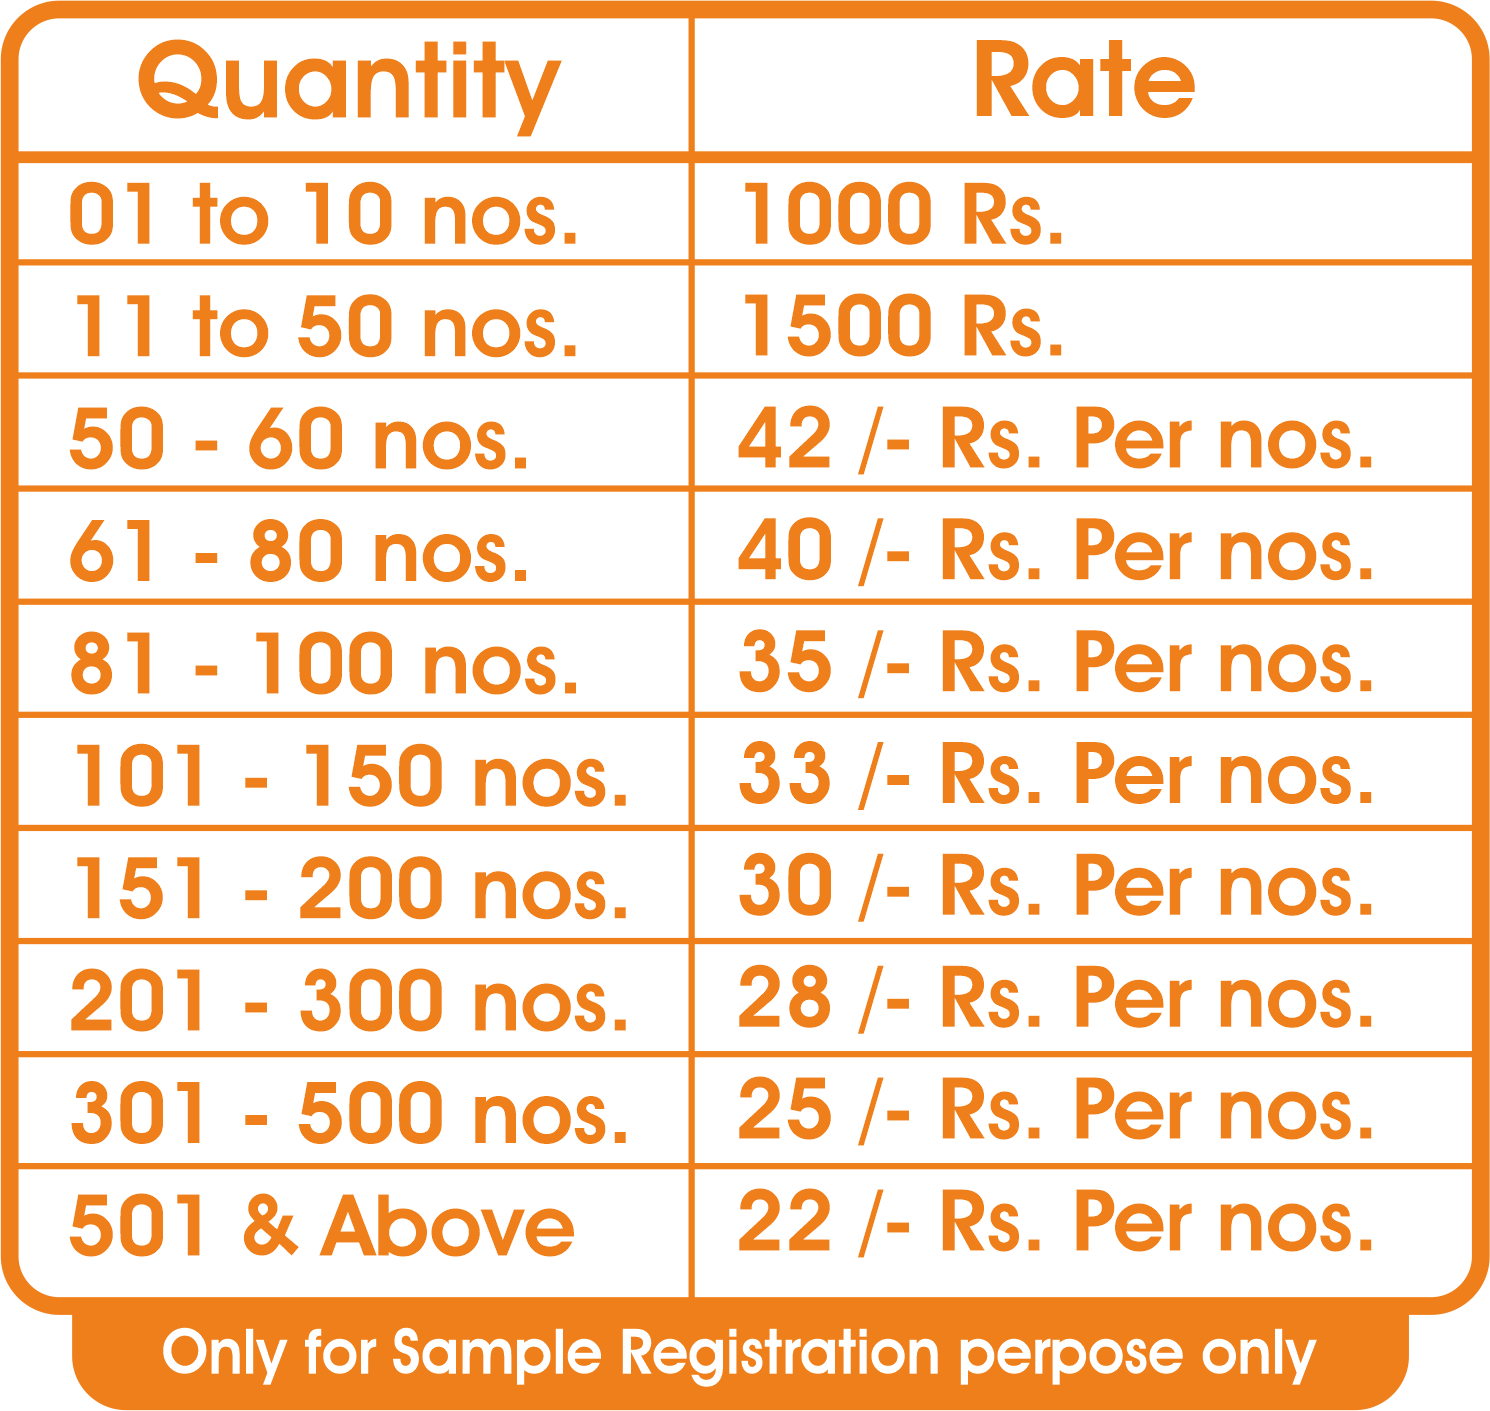 Quantity Rate
01 to 10 nos. 1000 Rs.
11 to 50 nos. 1500 Rs.
50 - 60 nos. 42 /- Rs. Per nos.
61 - 80 nos. 40 /- Rs. Per nos.
81 - 100 nos. 35 /- Rs. Per nos.
101 - 150 nos. 33 /- Rs. Per nos.
151 - 200 nos. 30 /- Rs. Per nos.
201 - 300 nos. 28 /- Rs. Per nos.
301 - 500 nos. 25 /- Rs. Per nos.
501 & Above 22 /- Rs. Per nos.
Only for Sample Registration perpose only